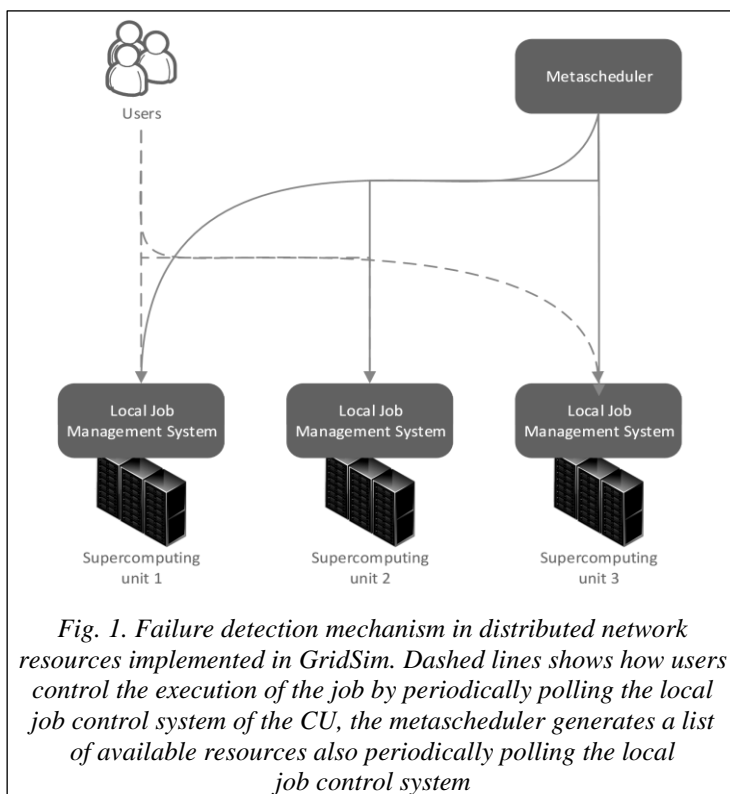 Users
Metascheduler
Local Job
Management System
Local Job
Management System
Local Job
Management System
Supercomputing
unit 1
Supercomputing
unit 2
Supercomputing
unit 3
Fig. 1. Failure detection mechanism in distributed network
resources implemented in GridSim. Dashed lines shows how users
control the execution of the job by periodically polling the local
job control system of the CU, the metascheduler generates a list
of available resources also periodically polling the local
job control system